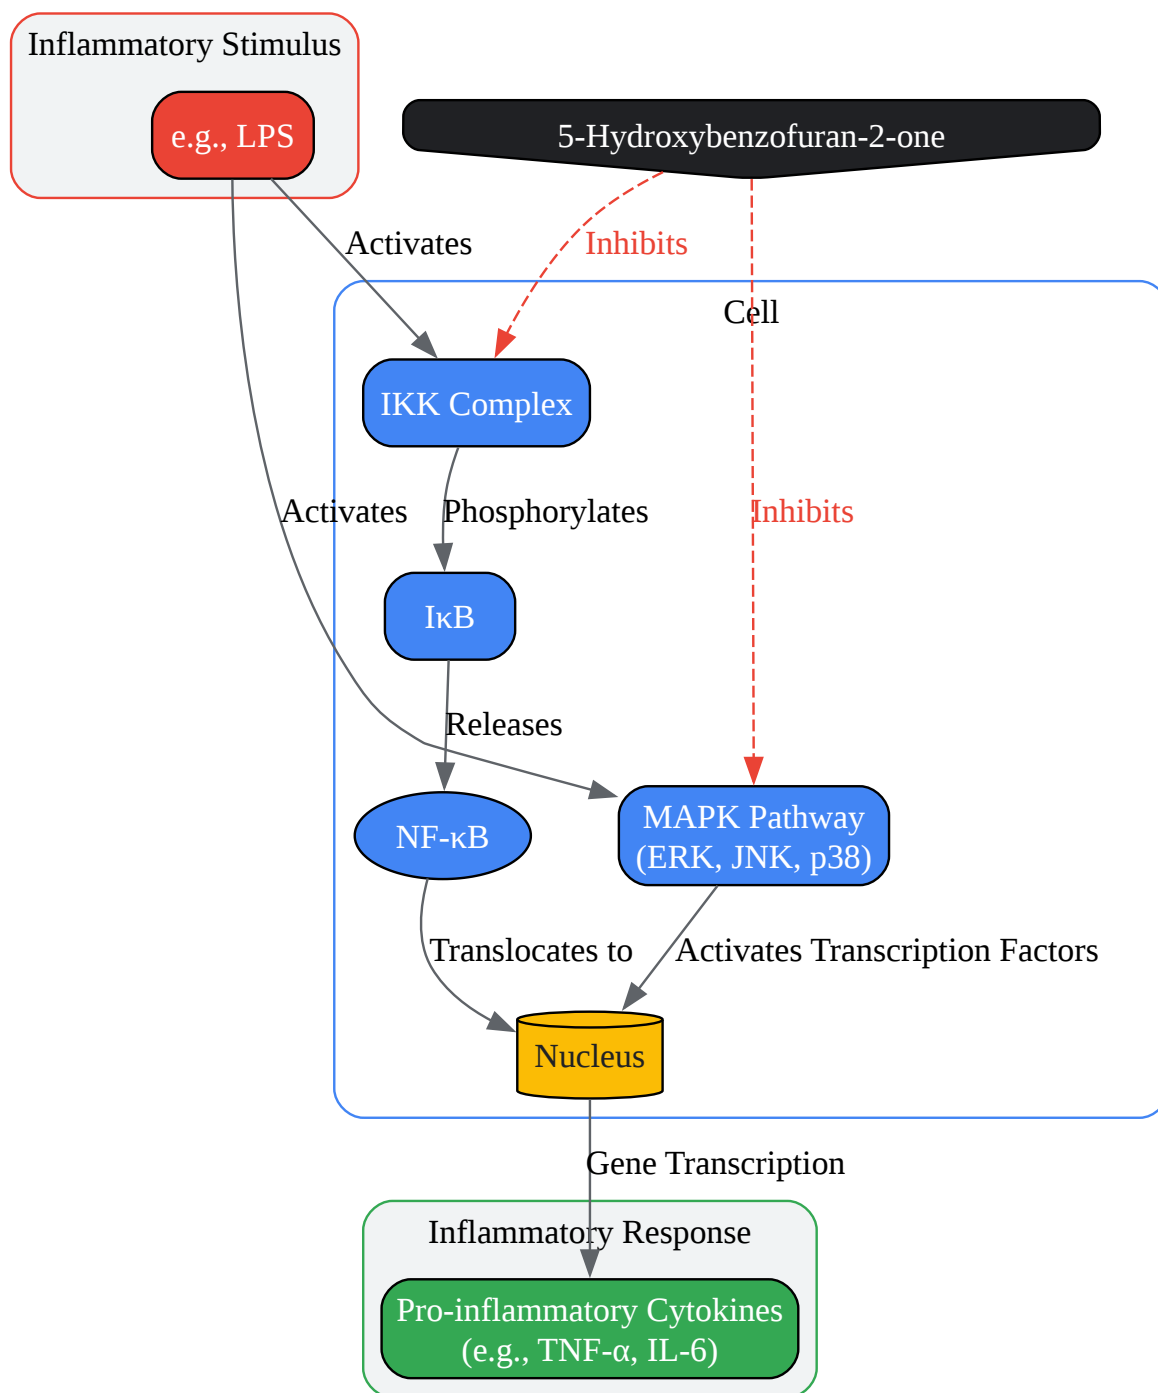 Inflammatory Stimulus
e.g., LPS
5-Hydroxybenzofuran-2-one
Activates
Inhibits
Cell
IKK Complex
Activates
Phosphorylates
Inhibits
IκB
Releases
NF-κB
MAPK Pathway
(ERK, JNK, p38)
Translocates to
Activates Transcription Factors
Nucleus
Gene Transcription
Inflammatory Response
Pro-inflammatory Cytokines
(e.g., TNF-α, IL-6)